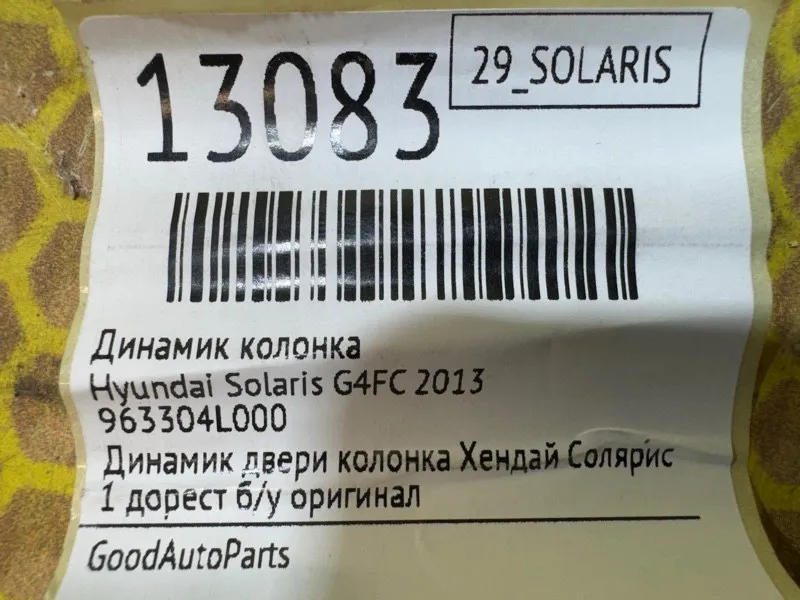 13083
29_SOLARIS
Динамик колонка
Hyundai Solaris G4FC 2013
963304L000
Динамик двери колонка Хендай Солярис
1 дорест б/у оригинал
GoodAutoParts